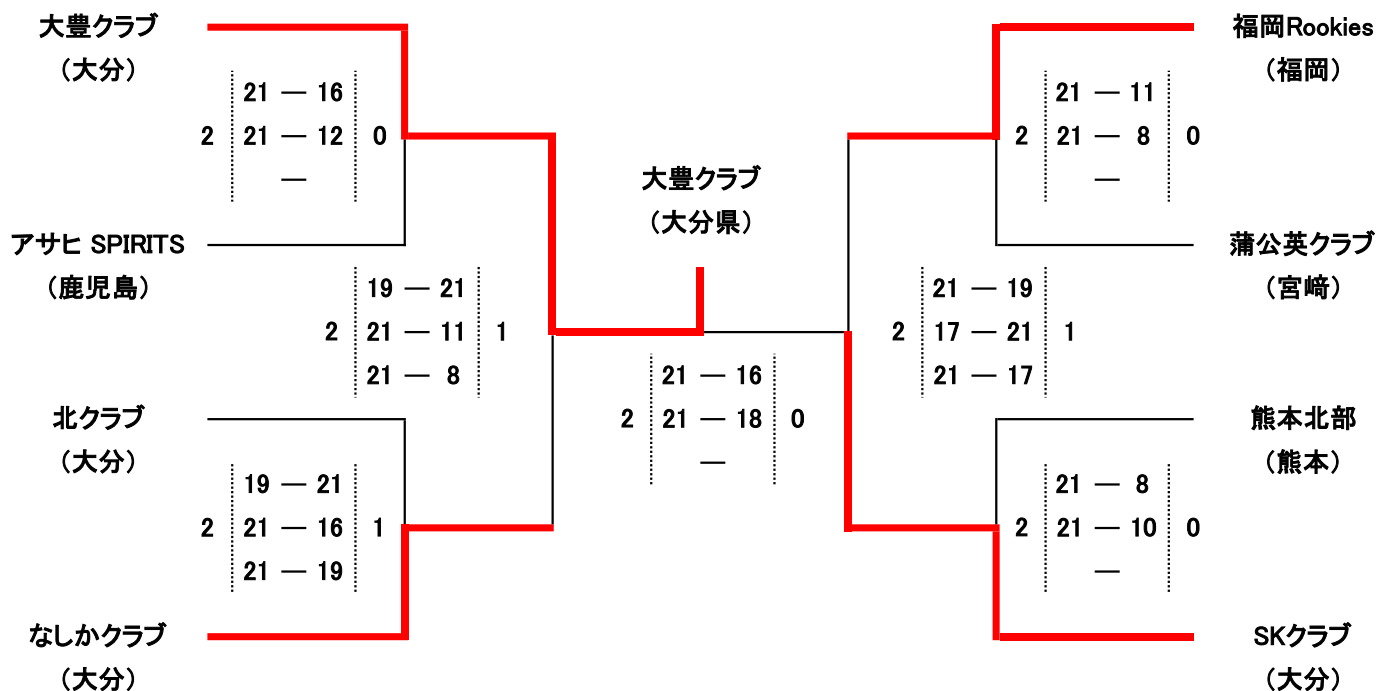 大豊クラブ
（大分）
21 — 16
2 21 — 12 0
—
アサヒ SPIRITS
（鹿児島）
19 — 21
2 21 — 11 1
21 — 8
北クラブ
（大分）
19 — 21
2 21 — 16 1
21 — 19
なしかクラブ
（大分）
大豊クラブ
（大分県）
21 — 16
2 21 — 18 0
—
福岡Rookies
（福岡）
21 — 11
2 21 — 8 0
—
蒲公英クラブ
（宮﨑）
21 — 19
2 17 — 21 1
21 — 17
熊本北部
（熊本）
21 — 8
2 21 — 10 0
—
SKクラブ
（大分）